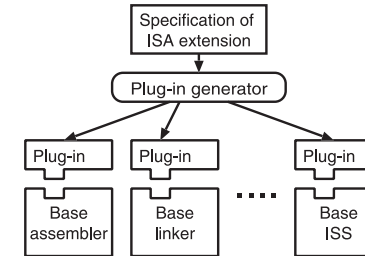 Specification of
ISA extension
Plug-in generator
Plug-in Plug-in Plug-in
Base Base Base
assembler linker ISS